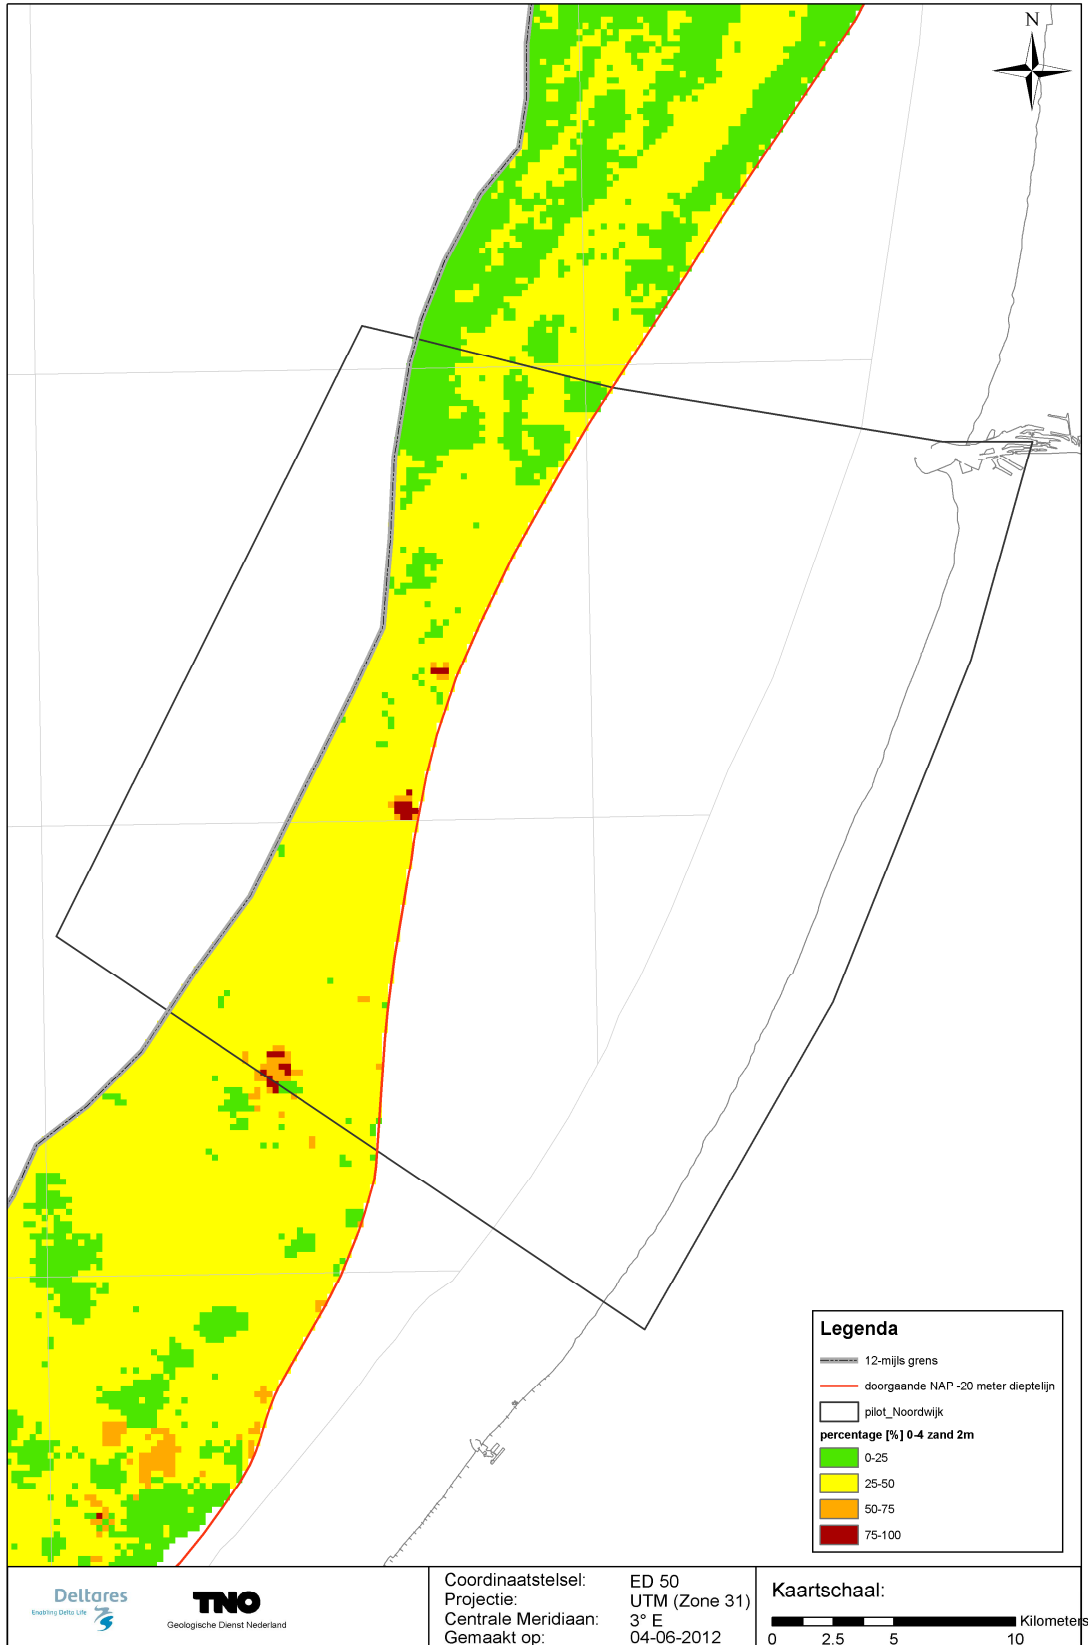 N
Legenda
12-mijls grens
doorgaande NAP -20 meter dieptelijn
pilot_Noordwijk
percentage [%] 0-4 zand 2m
0-25
25-50
50-75
75-100
Deltares
Enabling Delta Life
TNO
Geologische Dienst Nederland
Coordinaatstelsel: ED 50
Projectie: UTM (Zone 31)
Centrale Meridiaan: 3° E
Gemaakt op: 04-06-2012
Kaartschaal:
Kilometers
0 2.5 5 10